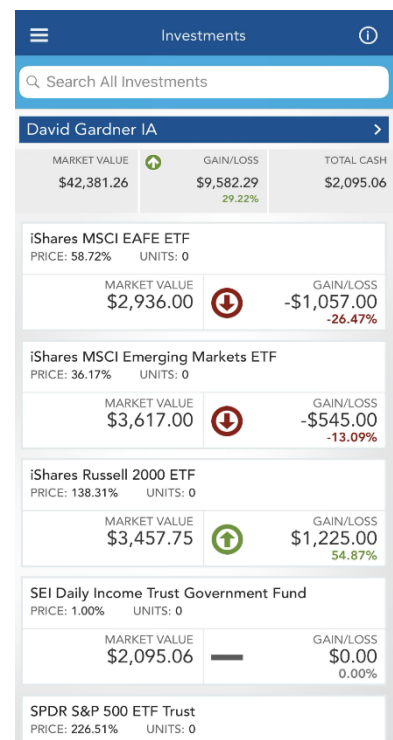 Investments
Search All Investments
David Gardner IA
MARKET VALUE GAIN/LOSS TOTAL CASH
$42,381.26 $9,582.29 $2,095.06
29.22%
iShares MSCI EAFE ETF
PRICE: 58.72% UNITS: 0
MARKET VALUE GAIN/LOSS
$2,936.00 -$1,057.00
-26.47%
iShares MSCI Emerging Markets ETF
PRICE: 36.17% UNITS: 0
MARKET VALUE GAIN/LOSS
$3,617.00 -$545.00
-13.09%
iShares Russell 2000 ETF
PRICE: 138.31% UNITS: 0
MARKET VALUE GAIN/LOSS
$3,457.75 $1,225.00
54.87%
SEI Daily Income Trust Government Fund
PRICE: 1.00% UNITS: 0
MARKET VALUE GAIN/LOSS
$2,095.06 $0.00
0.00%
SPDR S&P 500 ETF Trust
PRICE: 226.51% UNITS: 0